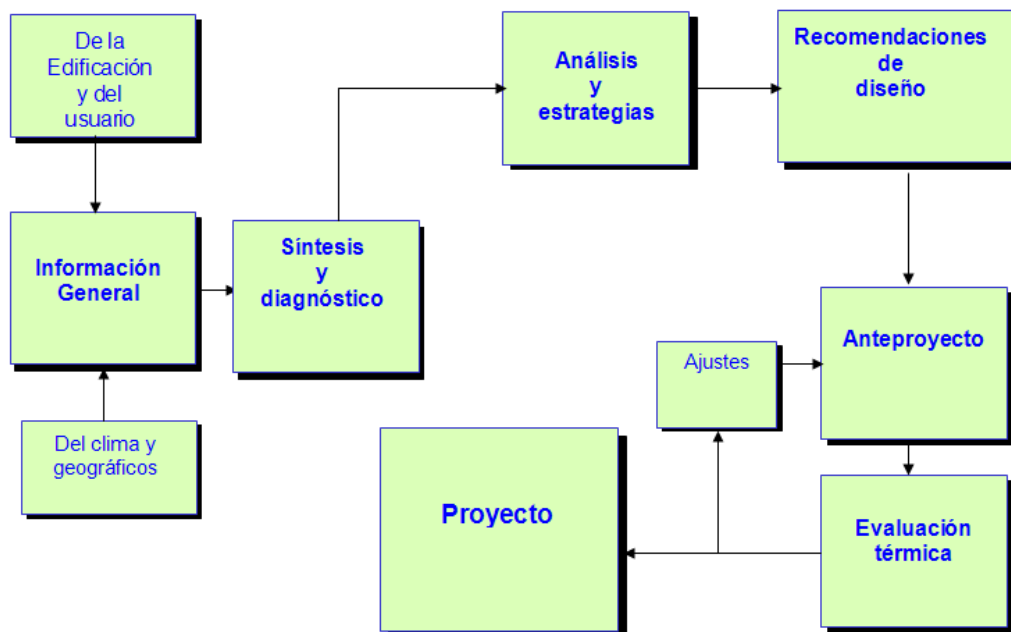 De la
Edificación
y del
usuario
Información
General
Del clima y
geográficos
Síntesis
y
diagnóstico
Análisis
y
estrategias
Recomendaciones
de
diseño
Anteproyecto
Ajustes
Evaluación
térmica
Proyecto